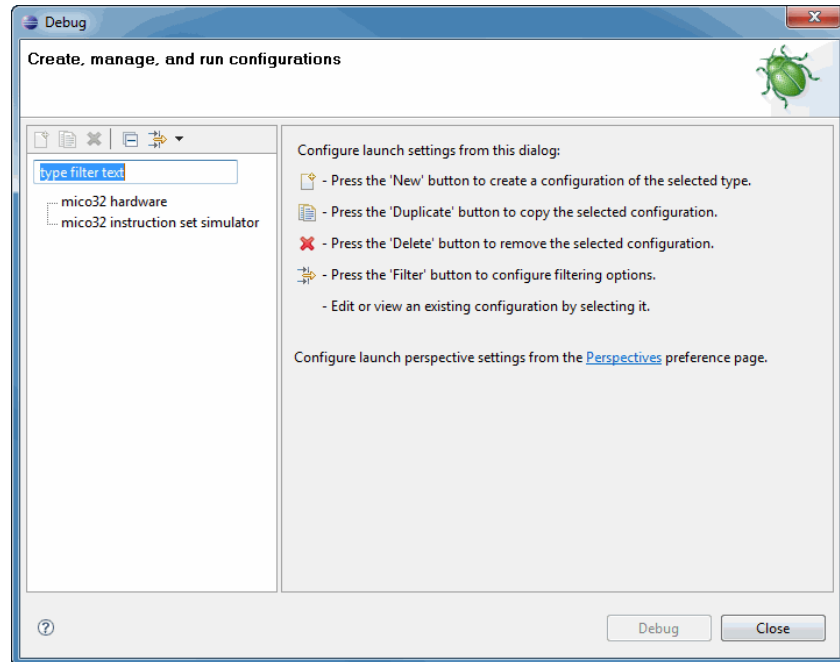 Debug
Create, manage, and run configurations
type filter text
mico32 hardware
mico32 instruction set simulator
Configure launch settings from this dialog:
- Press the 'New' button to create a configuration of the selected type.
- Press the 'Duplicate' button to copy the selected configuration.
- Press the 'Delete' button to remove the selected configuration.
- Press the 'Filter' button to configure filtering options.
- Edit or view an existing configuration by selecting it.
Configure launch perspective settings from the Perspectives preference page.
?
Debug
Close